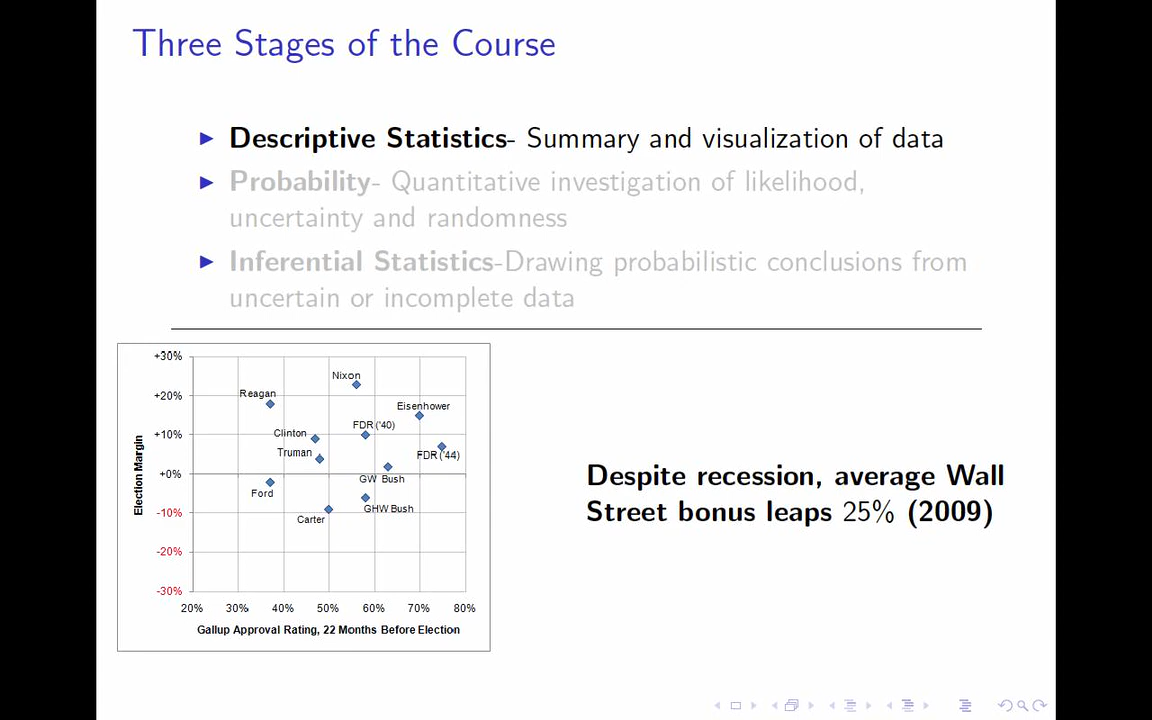 Three Stages of the Course
Descriptive Statistics- Summary and visualization of data
Probability- Quantitative investigation of likelihood,
uncertainty and randomness
Inferential Statistics-Drawing probabilistic conclusions from
uncertain or incomplete data
+30%
+20%
+10%
+0%
-10%
-20%
-30%
Election Margin
Nixon
Reagan
Eisenhower
FDR ('40)
Clinton
Truman
FDR ('44)
GW Bush
Ford
GHW Bush
Carter
20% 30% 40% 50% 60% 70% 80%
Gallup Approval Rating, 22 Months Before Election
Despite recession, average Wall
Street bonus leaps 25% (2009)